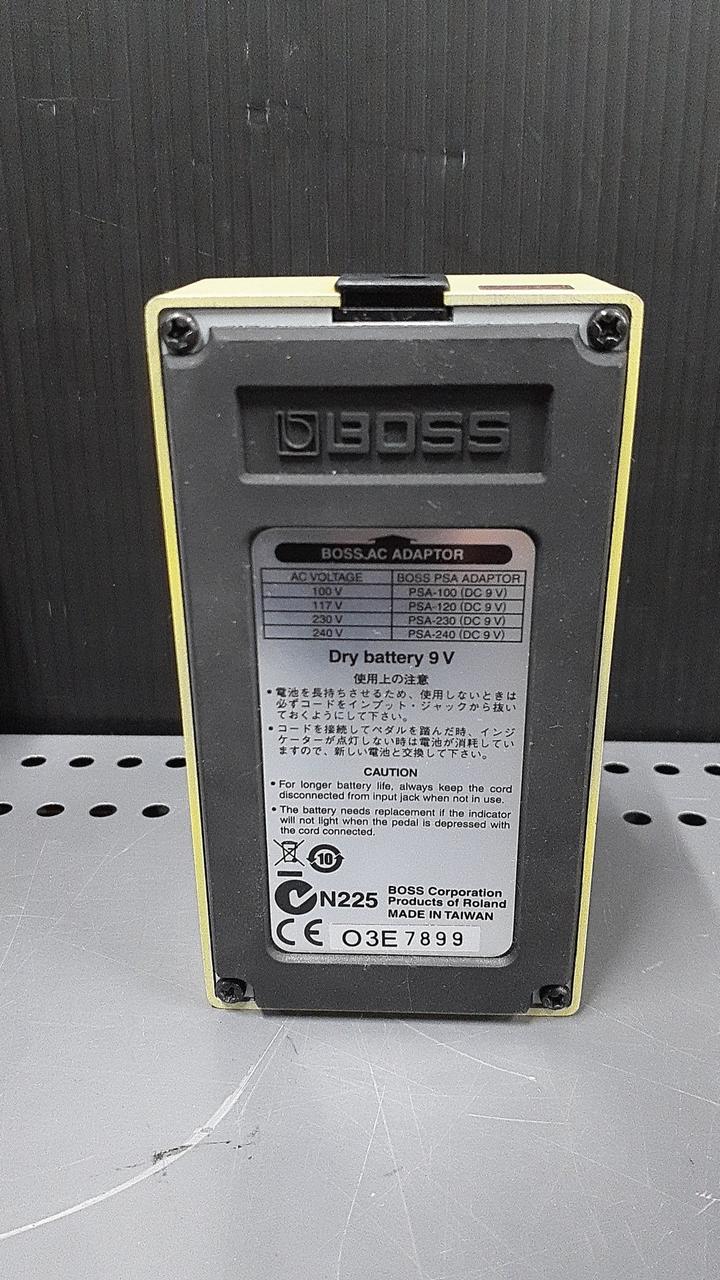 BOSS
BOSS AC ADAPTOR
AC VOLTAGE BOSS PSA ADAPTOR
100 V PSA-100 (DC 9 V)
117 V PSA-120 (DC 9 V)
230 V PSA-230 (DC 9 V)
240 V PSA-240 (DC 9 V)
Dry battery 9 V
使用上の注意
• 電池を長持ちさせるため、使用しないときは
必ずコードをインプット・ジャックから抜い
ておくようにして下さい。
• コードを接続してペダルを踏んだ時、インジ
ケーターが点灯しない時は電池が消耗してい
ますので、新しい電池と交換して下さい。
CAUTION
• For longer battery life, always keep the cord
disconnected from input jack when not in use.
• The battery needs replacement if the indicator
will not light when the pedal is depressed with
the cord connected.
10
N225
BOSS Corporation
Products of Roland
MADE IN TAIWAN
CE O3E7899